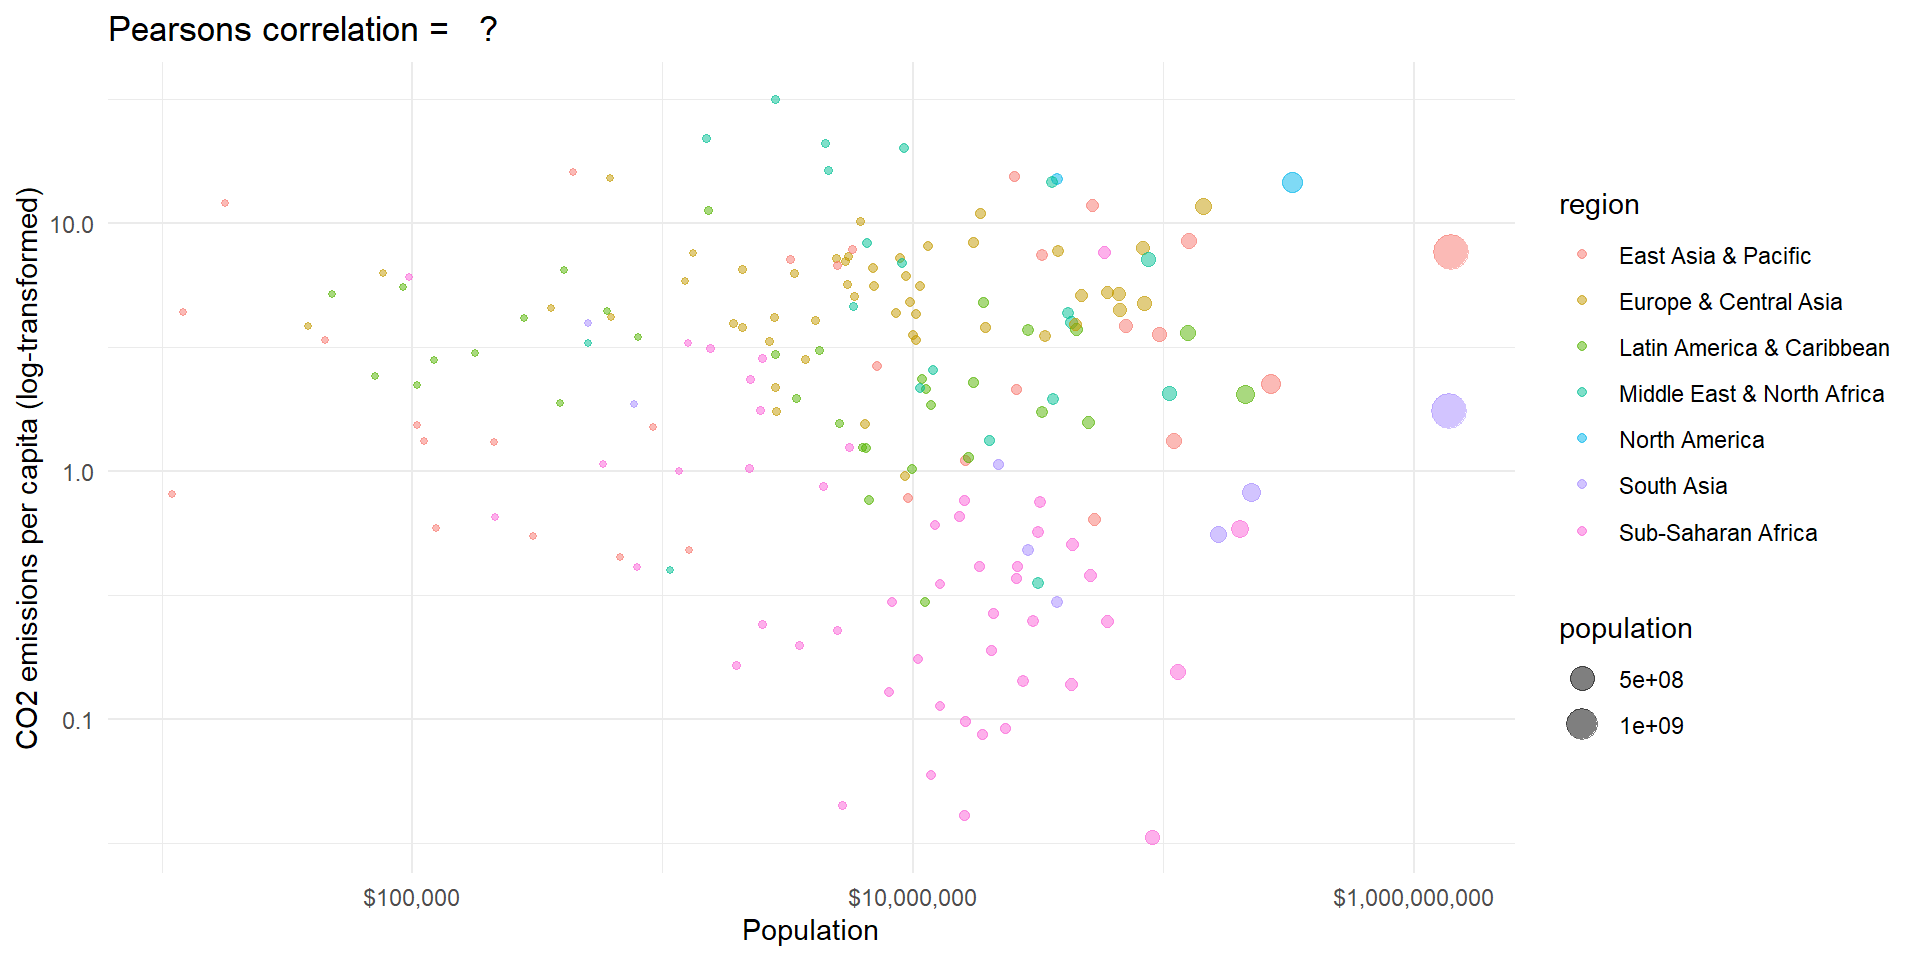 Pearsons correlation = ?
CO2 emissions per capita (log-transformed)
10.0
1.0
0.1
$100,000
$10,000,000
$1,000,000,000
Population
region
East Asia & Pacific
Europe & Central Asia
Latin America & Caribbean
Middle East & North Africa
North America
South Asia
Sub-Saharan Africa
population
5e+08
1e+09